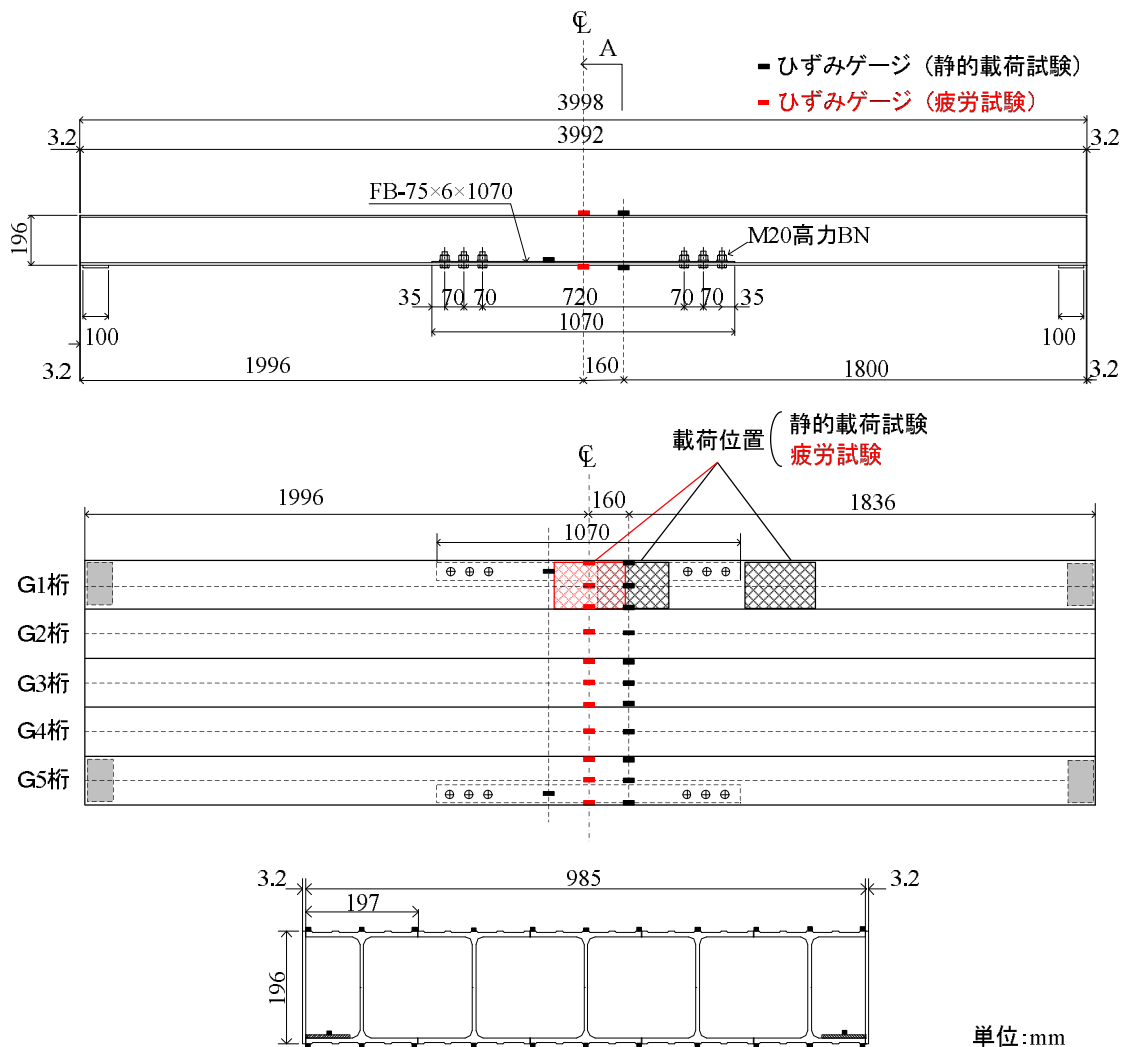 ℄
A
ひずみゲージ (静的載荷試験)
ひずみゲージ (疲労試験)
3998
3.2 3992 3.2
FB-75×6×1070
M20高力BN
196
35 70 70 720 70 70 35
1070
100 100
3.2 1996 160 1800 3.2
載荷位置
静的載荷試験
疲労試験
℄
1996 160 1836
1070
G1桁
G2桁
G3桁
G4桁
G5桁
3.2 985 3.2
197
196
単位:mm